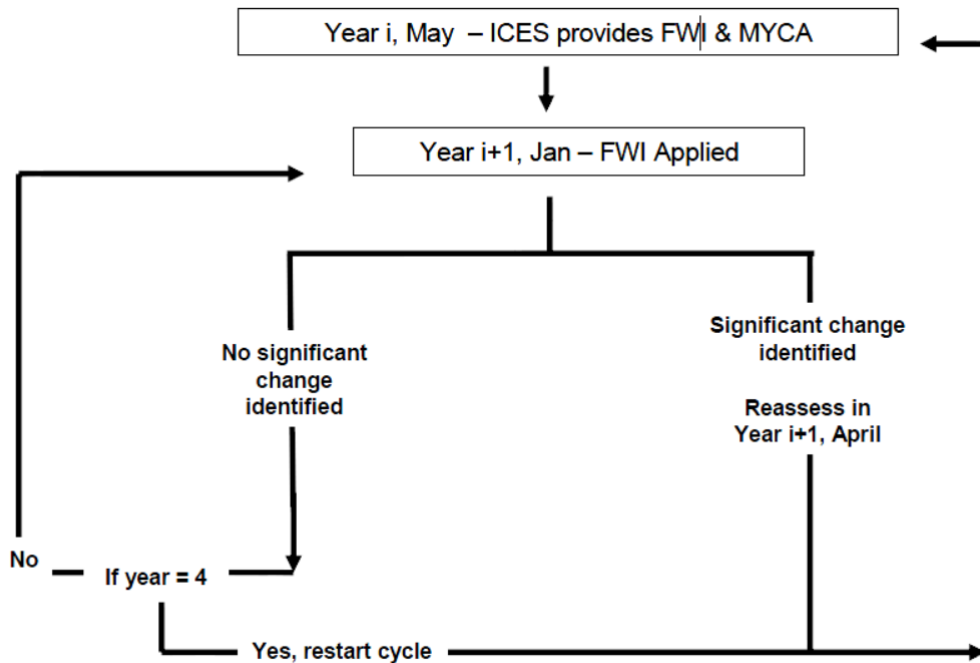 Year i, May – ICES provides FWI & MYCA
Year i+1, Jan – FWI Applied
No significant
change
identified
Significant change
identified
Reassess in
Year i+1, April
No
If year = 4
Yes, restart cycle